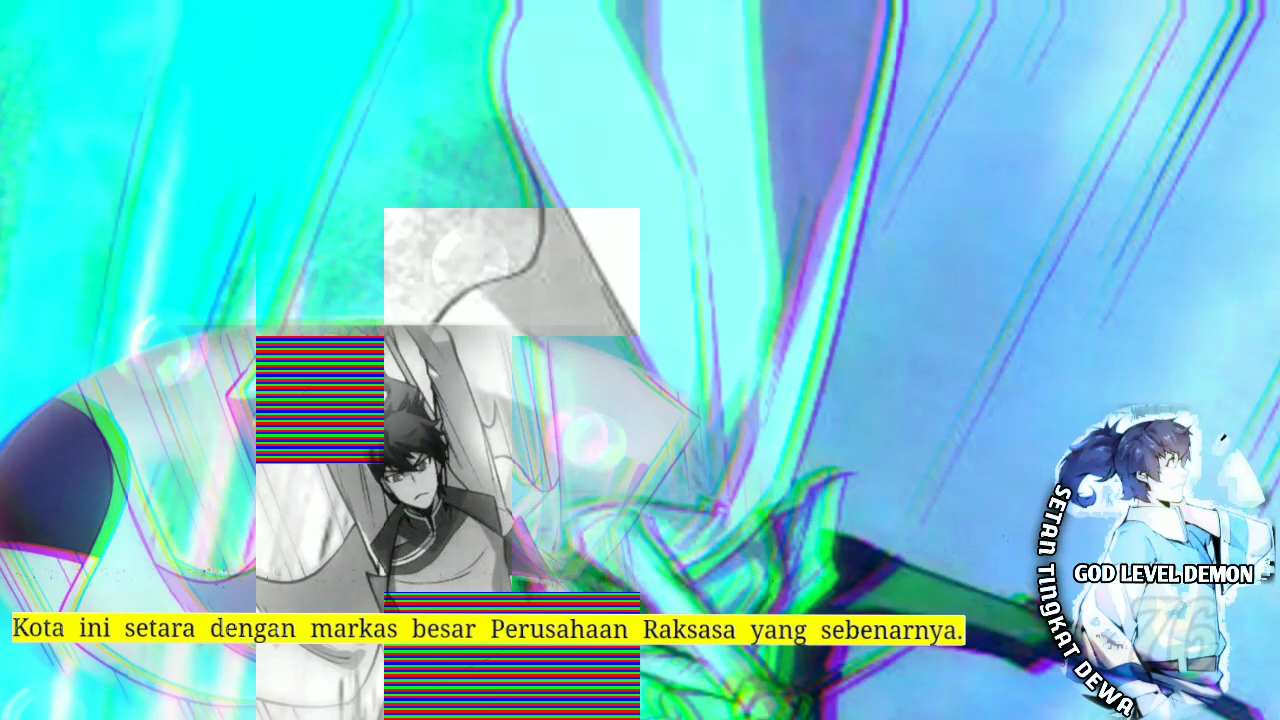 Kota ini setara dengan markas besar Perusahaan Raksasa yang sebenarnya.
GOD LEVEL DEMON
SETAN TINGKAT DEWA